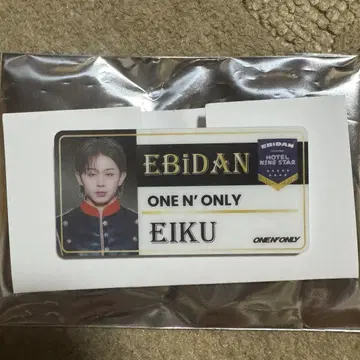 EBiDAN
EBiDAN
HOTEL
NINE STAR
ONE N' ONLY
EIKU
ONE N' ONLY